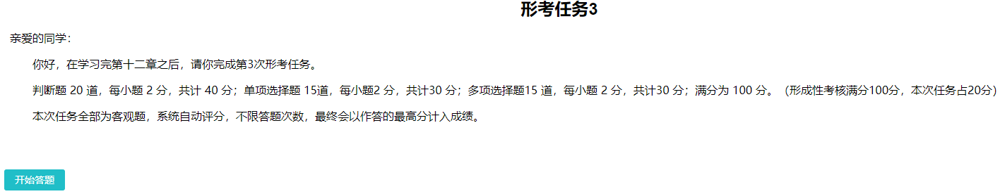 形考任务3
亲爱的同学：
你好，在学习完第十二章之后，请你完成第3次形考任务。
判断题 20 道，每小题 2 分，共计 40 分；单项选择题 15道，每小题2 分，共计30 分；多项选择题15 道，每小题 2 分，共计30 分；满分为 100 分。（形成性考核满分100分，本次任务占20分）
本次任务全部为客观题，系统自动评分，不限答题次数，最终会以作答的最高分计入成绩。
开始答题